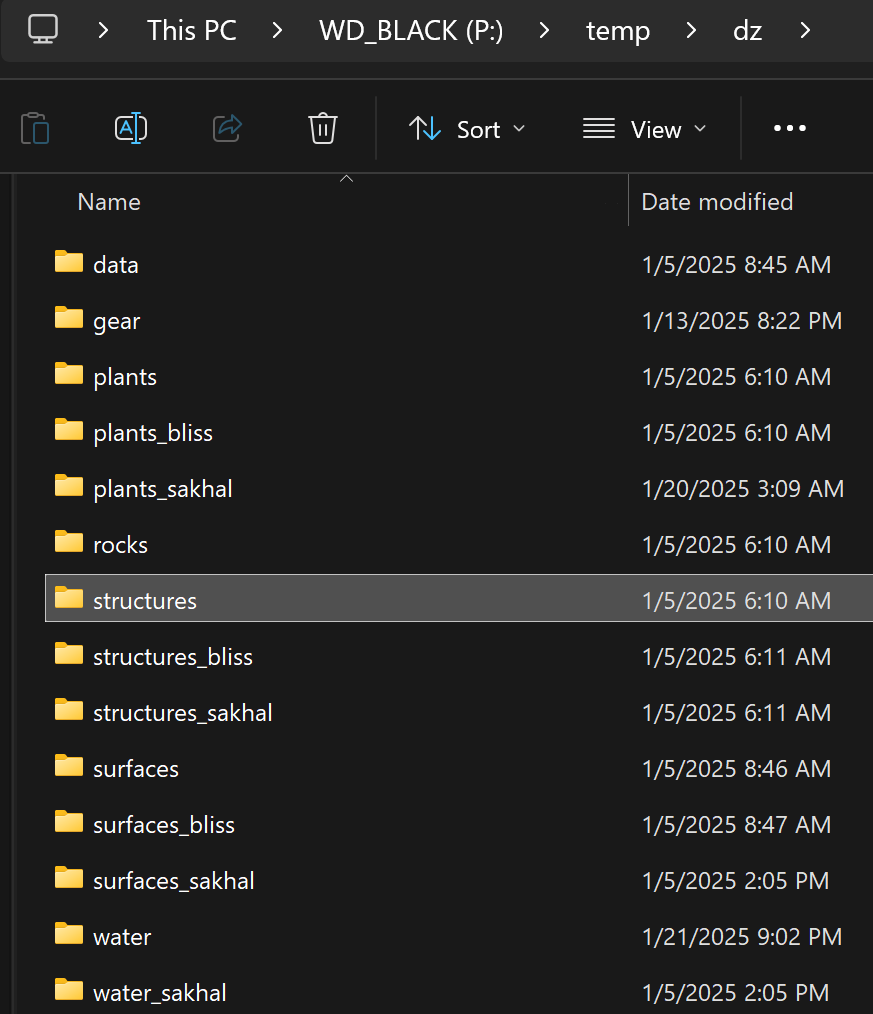 This PC > WD_BLACK (P:) > temp > dz >
Sort View
Name Date modified
data 1/5/2025 8:45 AM
gear 1/13/2025 8:22 PM
plants 1/5/2025 6:10 AM
plants_bliss 1/5/2025 6:10 AM
plants_sakhal 1/20/2025 3:09 AM
rocks 1/5/2025 6:10 AM
structures 1/5/2025 6:10 AM
structures_bliss 1/5/2025 6:11 AM
structures_sakhal 1/5/2025 6:11 AM
surfaces 1/5/2025 8:46 AM
surfaces_bliss 1/5/2025 8:47 AM
surfaces_sakhal 1/5/2025 2:05 PM
water 1/21/2025 9:02 PM
water_sakhal 1/5/2025 2:05 PM